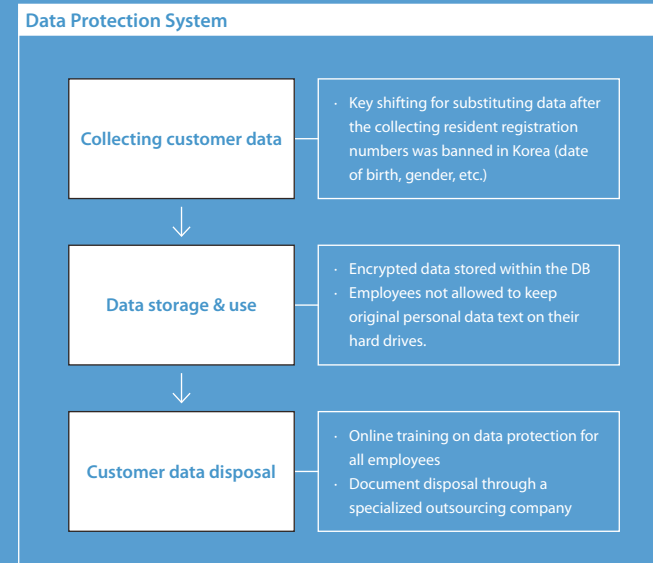 Data Protection System
Collecting customer data
· Key shifting for substituting data after
the collecting resident registration
numbers was banned in Korea (date
of birth, gender, etc.)
Data storage & use
· Encrypted data stored within the DB
· Employees not allowed to keep
original personal data text on their
hard drives.
Customer data disposal
· Online training on data protection for
all employees
· Document disposal through a
specialized outsourcing company